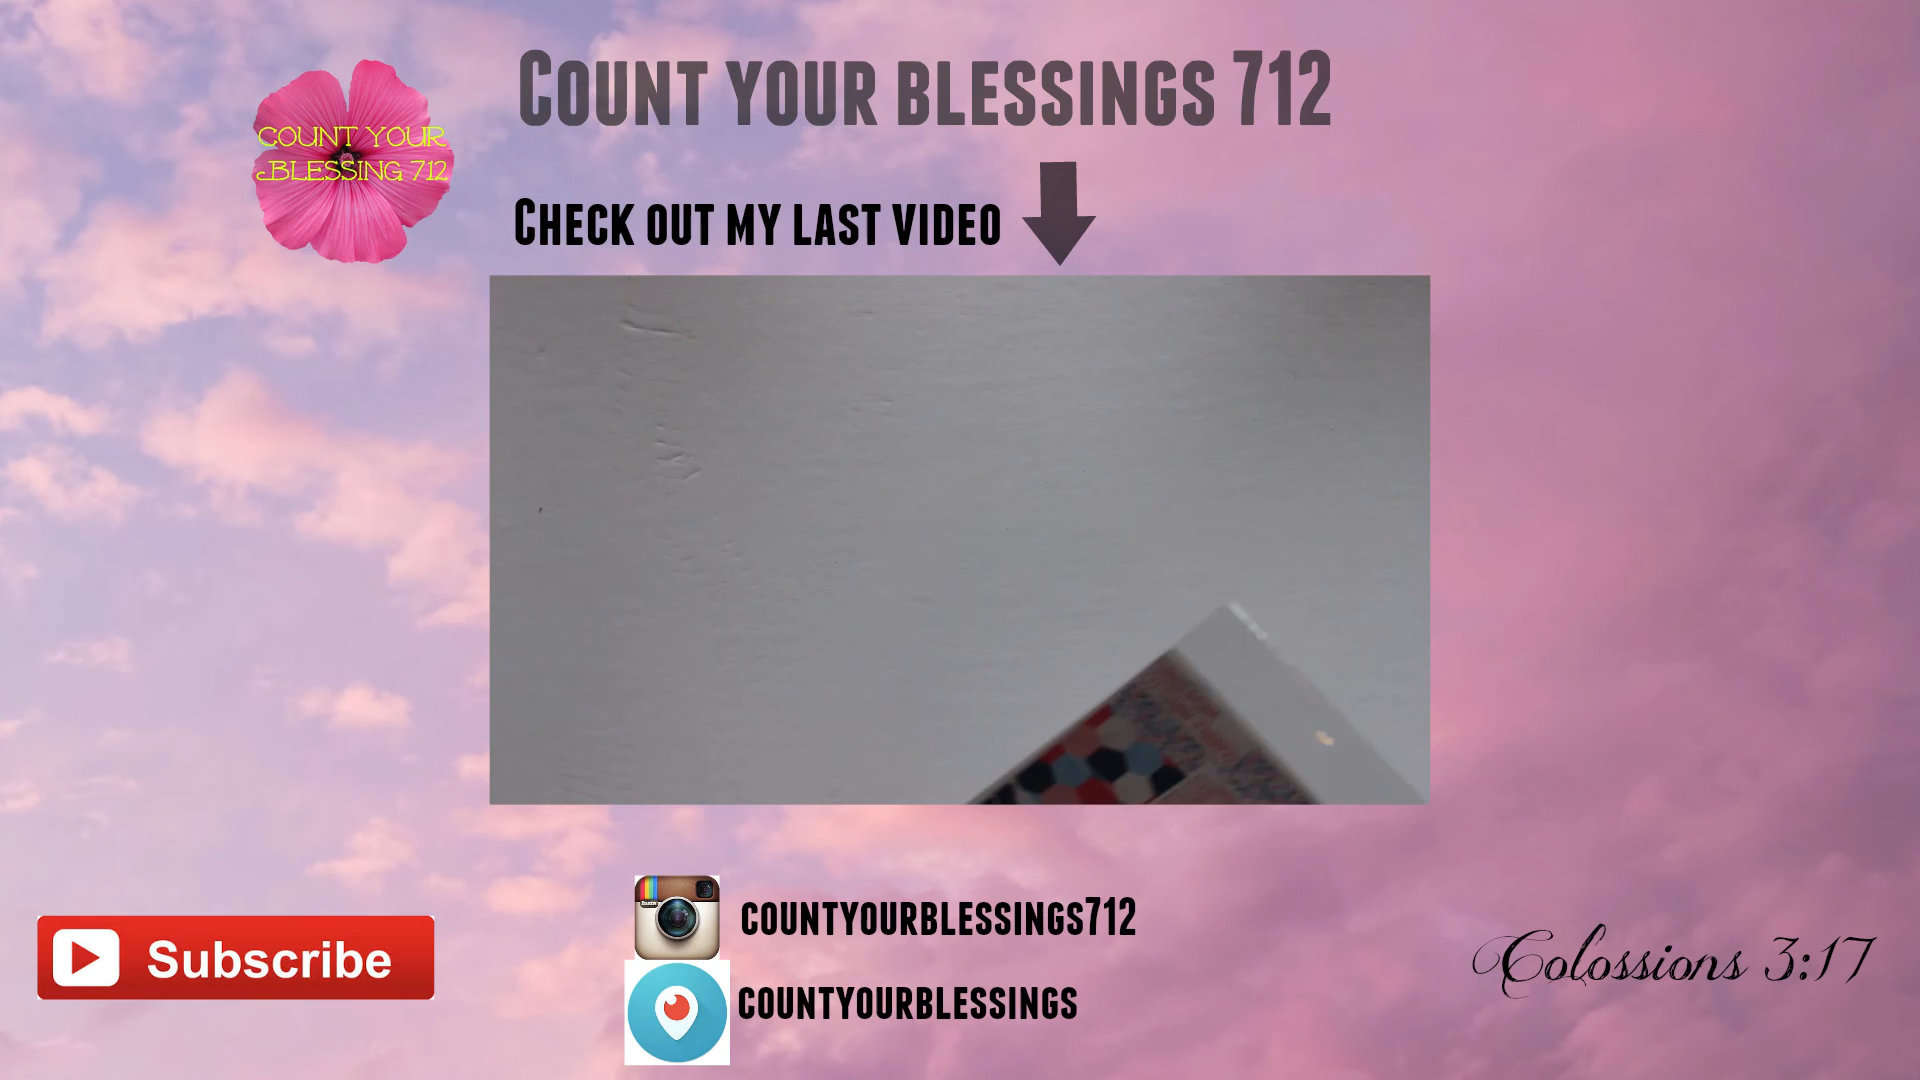 COUNT YOUR BLESSINGS 712
COUNT YOUR
BLESSING 712
CHECK OUT MY LAST VIDEO
COUNTYOURBLESSINGS712
Subscribe
COUNTYOURBLESSINGS
Colossions 3:17